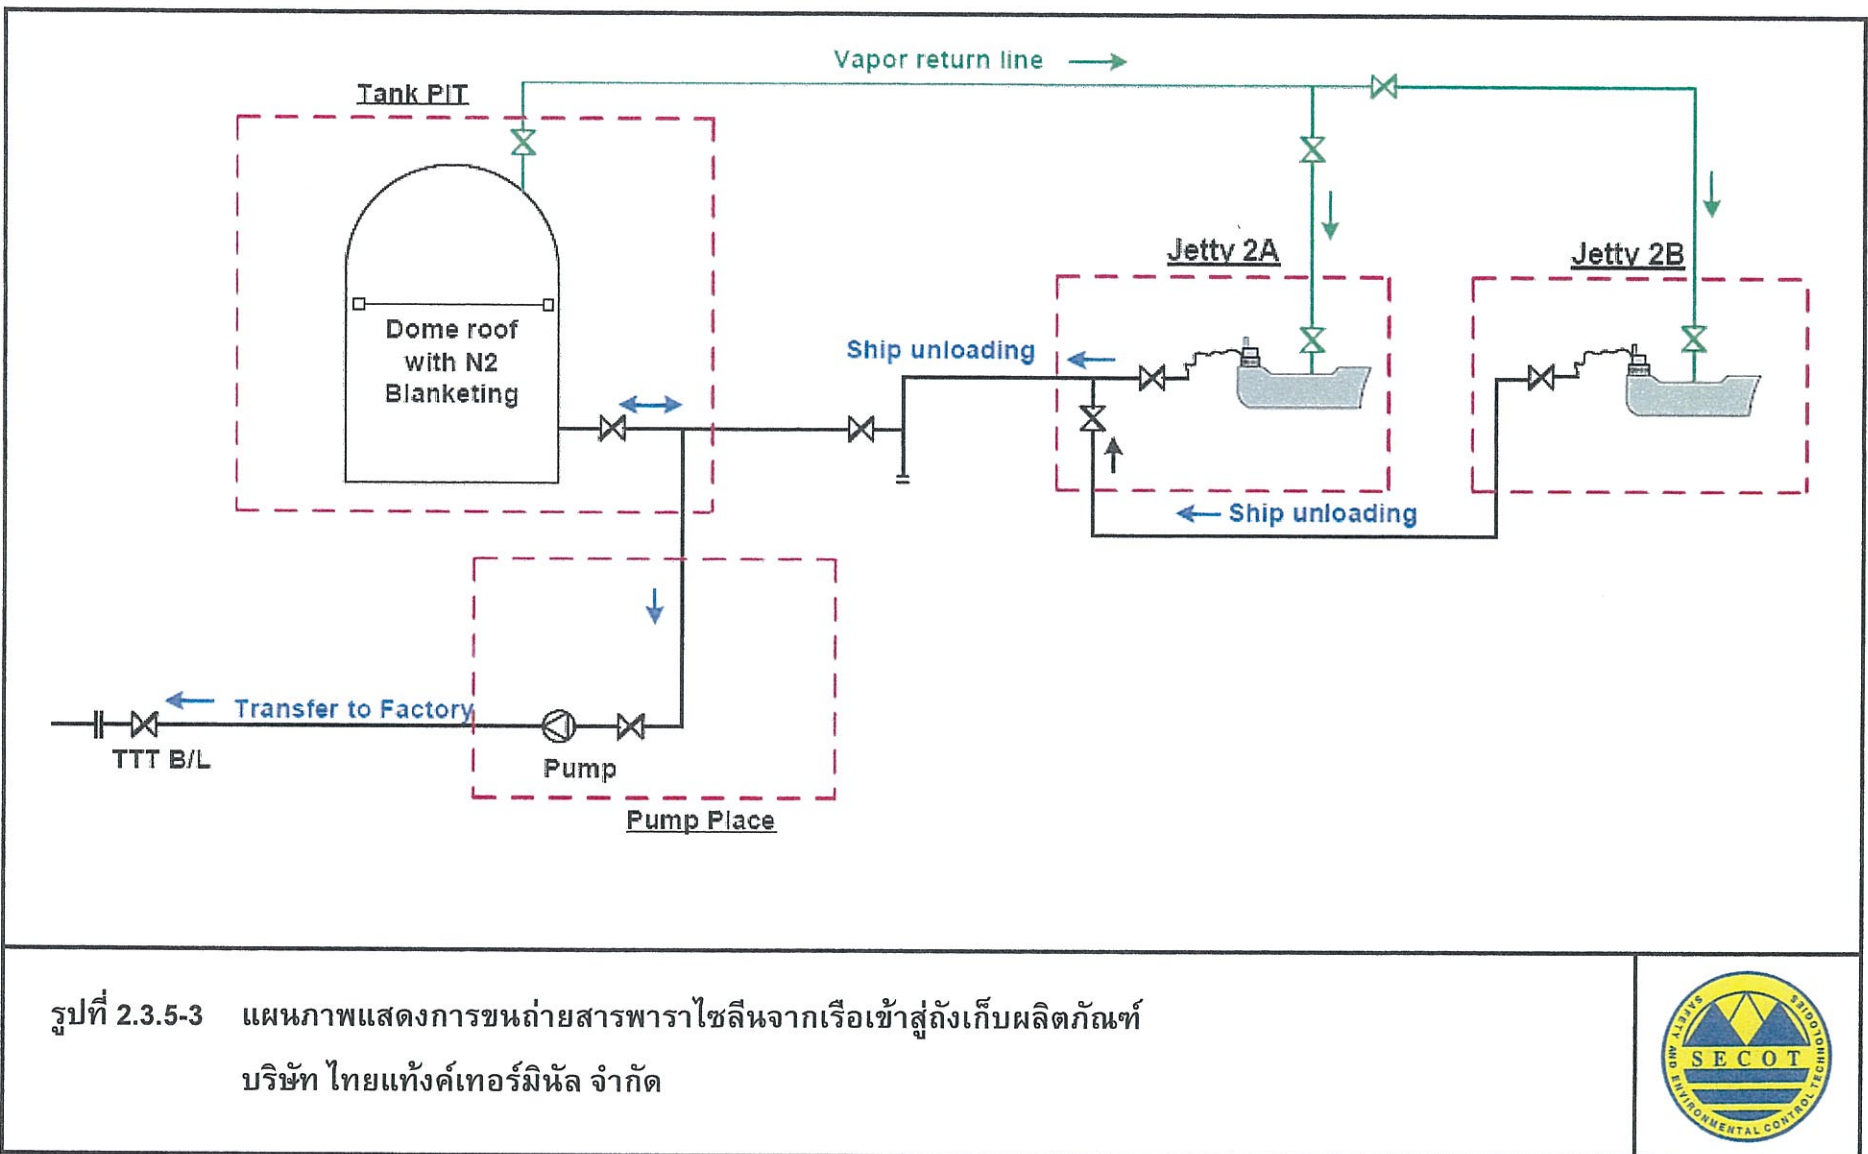 Vapor return line
Tank PIT
Jetty 2A
Jetty 2B
Dome roof
with N2
Blanketing
Ship unloading
Ship unloading
Transfer to Factory
TTT B/L
Pump
Pump Place
รูปที่ 2.3.5-3 แผนภาพแสดงการขนถ่ายสารพาราไซลีนจากเรือเข้าสู่ถังเก็บผลิตภัณฑ์
บริษัท ไทยแท้งค์เทอร์มินัล จำกัด
SECOT
SAFETY AND ENVIRONMENTAL CONTROL TECHNOLOGIES